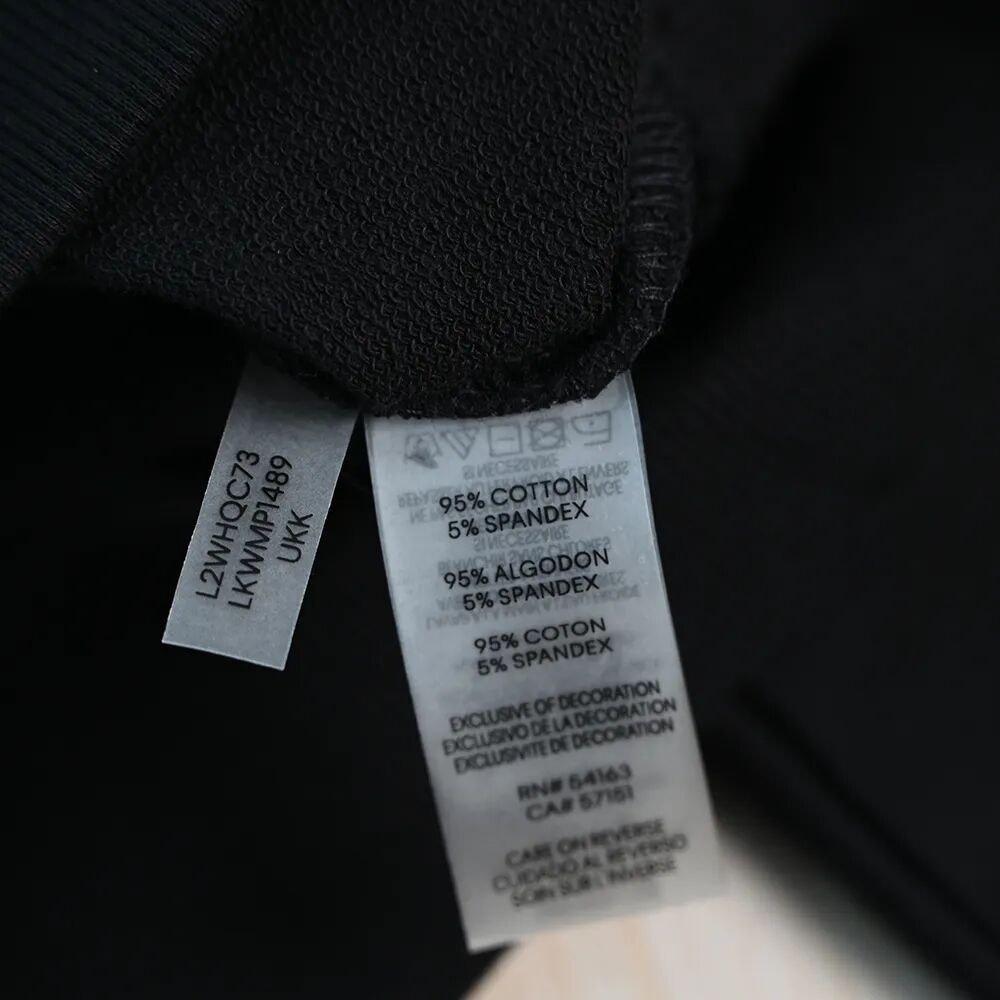 L2WHQC73
LKWMP1489
UKK
95% COTTON
5% SPANDEX
95% ALGODON
5% SPANDEX
95% COTON
5% SPANDEX
EXCLUSIVE OF DECORATION
EXCLUSIVO DE LA DECORATION
EXCLUSIVITE DE DECORATION
RN# 54163
CA# 57151
CARE ON REVERSE
CUIDADO AL REVERSO
SOIN SUR L'INVERSE